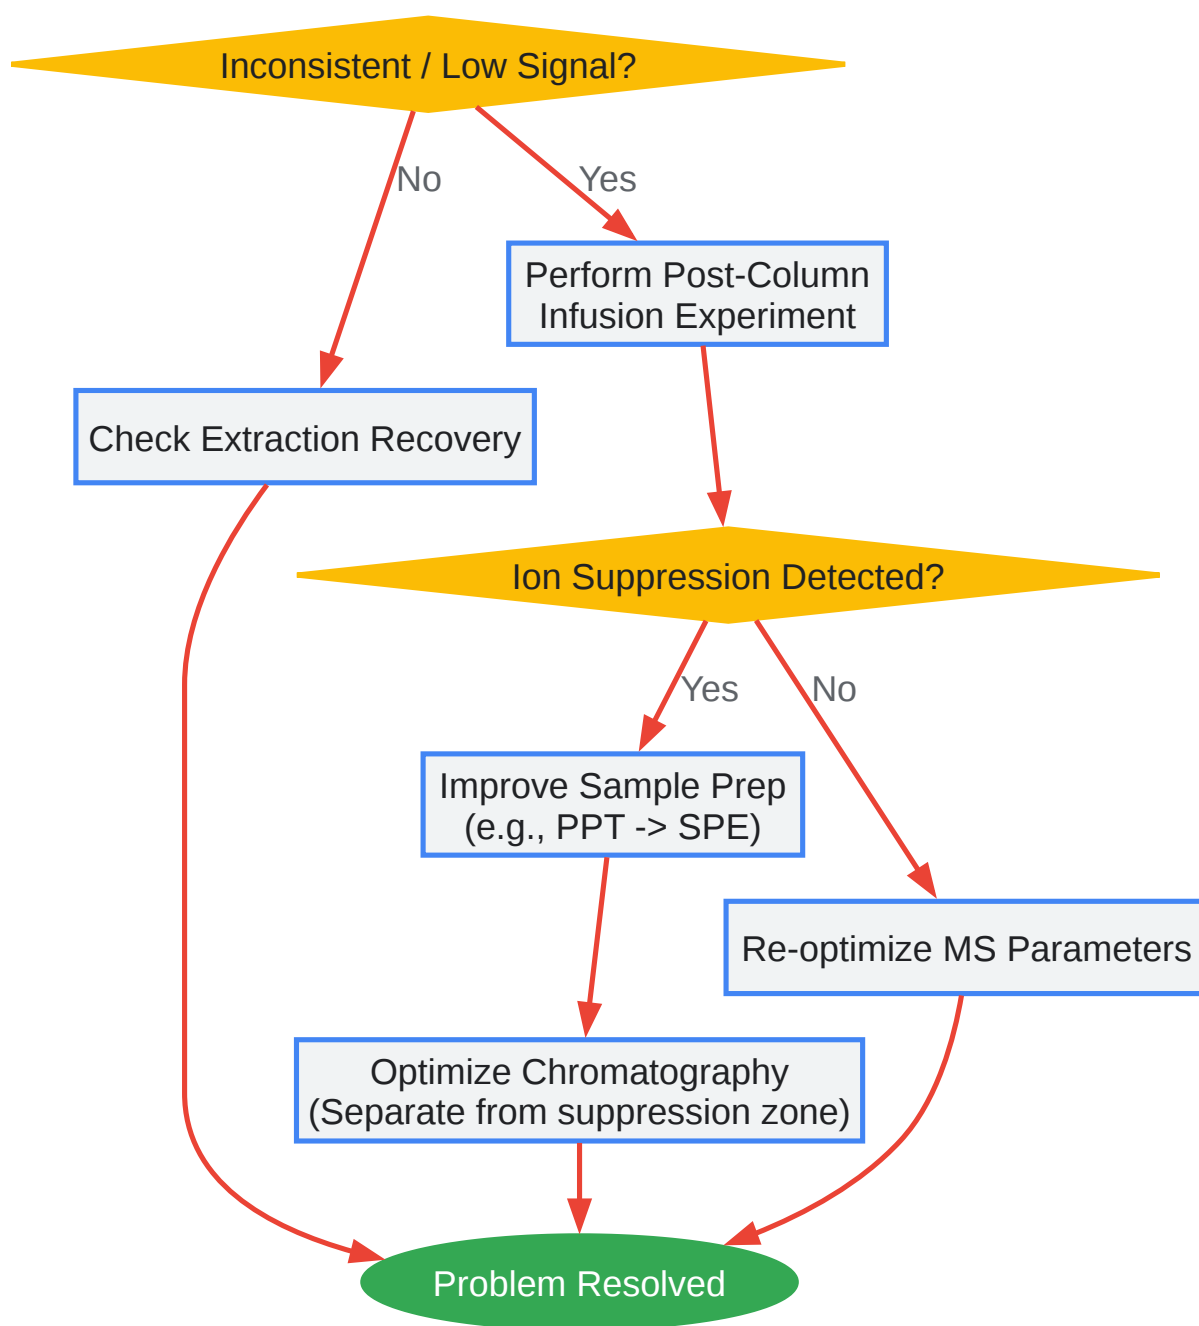 Inconsistent / Low Signal?
No
Yes
Perform Post-Column
Infusion Experiment
Check Extraction Recovery
Ion Suppression Detected?
Yes
No
Improve Sample Prep
(e.g., PPT -> SPE)
Re-optimize MS Parameters
Optimize Chromatography
(Separate from suppression zone)
Problem Resolved